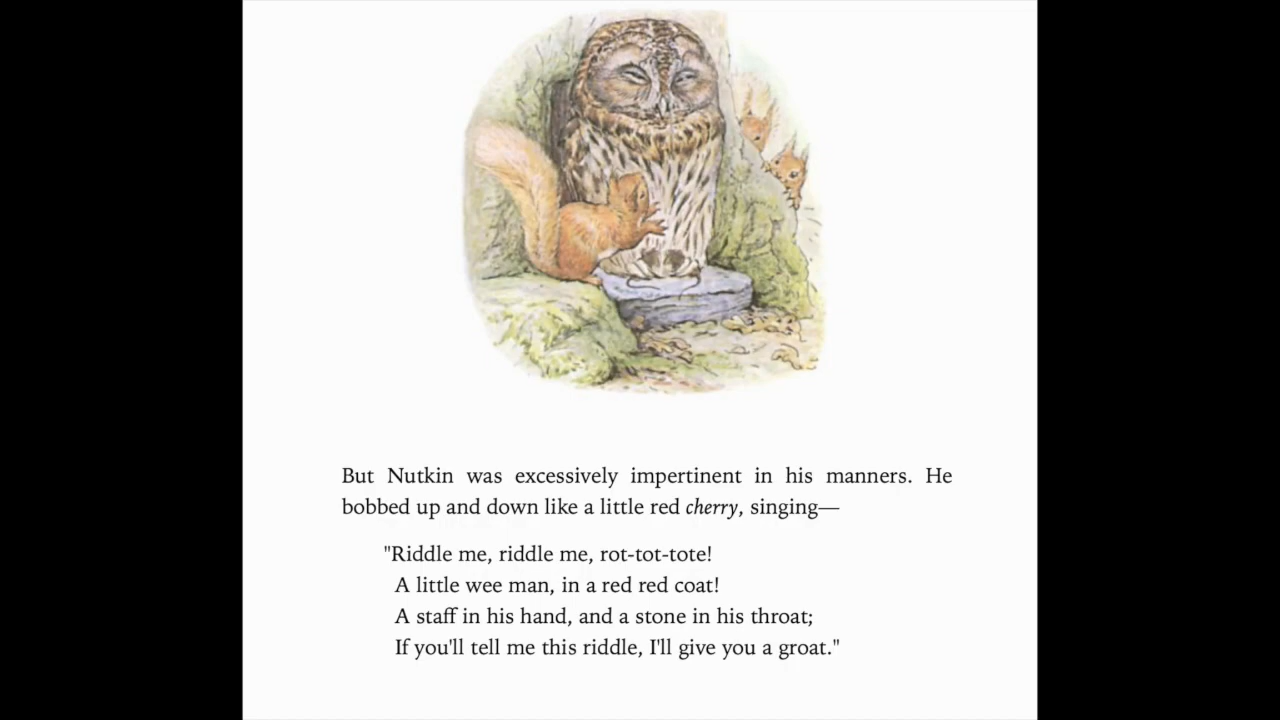 But Nutkin was excessively impertinent in his manners. He
bobbed up and down like a little red cherry, singing—
"Riddle me, riddle me, rot-tot-tote!
A little wee man, in a red red coat!
A staff in his hand, and a stone in his throat;
If you'll tell me this riddle, I'll give you a groat."